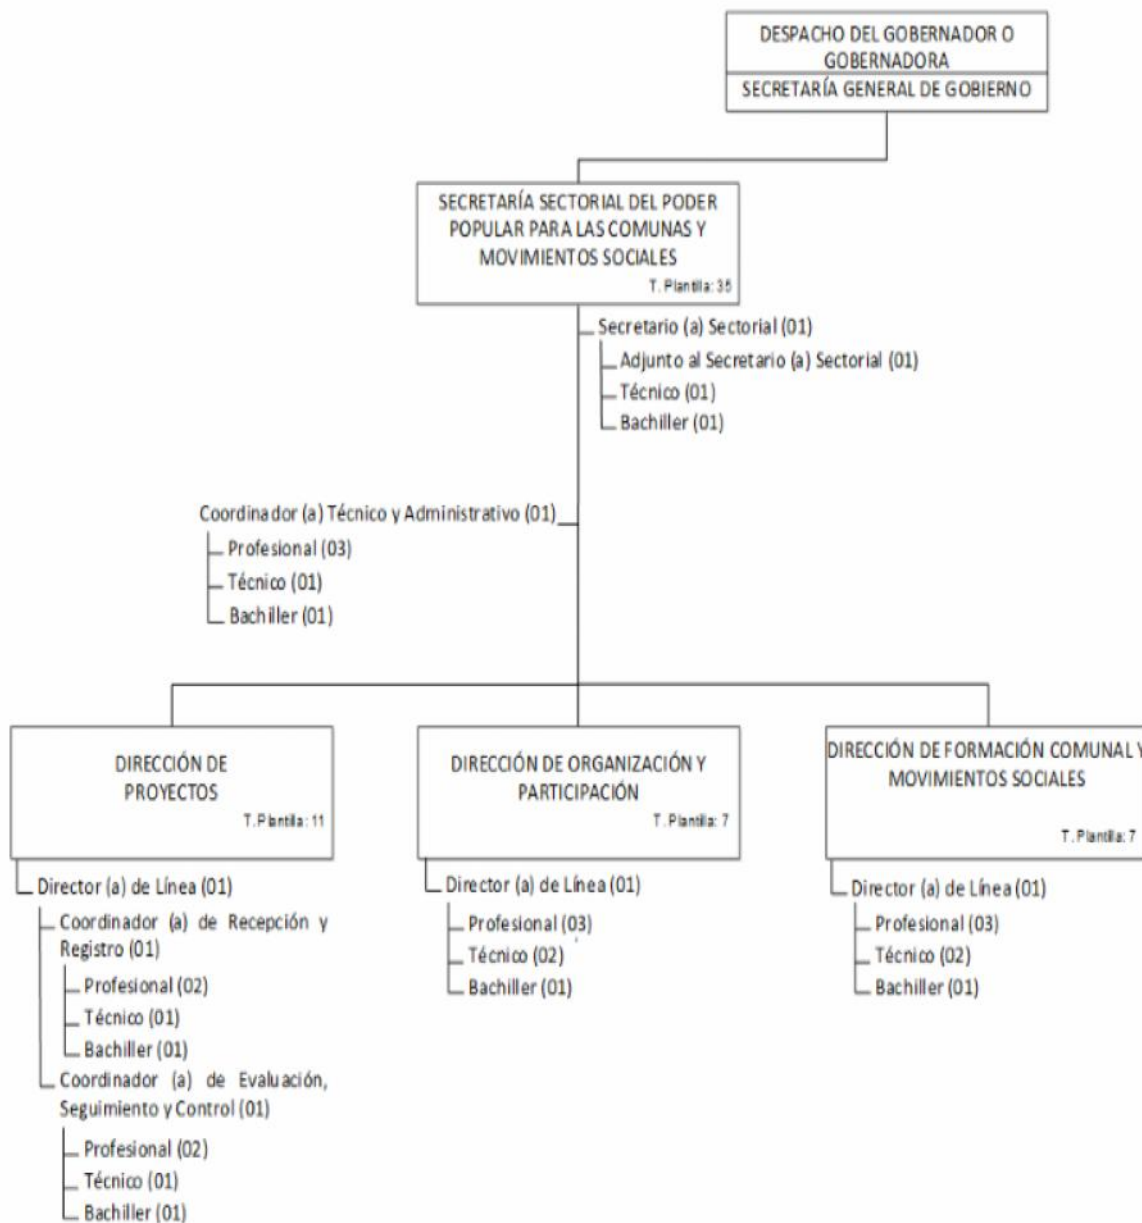 DESPACHO DEL GOBERNADOR O
GOBERNADORA
SECRETARÍA GENERAL DE GOBIERNO
SECRETARÍA SECTORIAL DEL PODER
POPULAR PARA LAS COMUNAS Y
MOVIMIENTOS SOCIALES
T. Plantilla: 35
Secretario (a) Sectorial (01)
Adjunto al Secretario (a) Sectorial (01)
Técnico (01)
Bachiller (01)
Coordinador (a) Técnico y Administrativo (01)
Profesional (03)
Técnico (01)
Bachiller (01)
DIRECCIÓN DE
PROYECTOS
T. Plantilla: 11
Director (a) de Línea (01)
Coordinador (a) de Recepción y
Registro (01)
Profesional (02)
Técnico (01)
Bachiller (01)
Coordinador (a) de Evaluación,
Seguimiento y Control (01)
Profesional (02)
Técnico (01)
Bachiller (01)
DIRECCIÓN DE ORGANIZACIÓN Y
PARTICIPACIÓN
T. Plantilla: 7
Director (a) de Línea (01)
Profesional (03)
Técnico (02)
Bachiller (01)
DIRECCIÓN DE FORMACIÓN COMUNAL Y
MOVIMIENTOS SOCIALES
T. Plantilla: 7
Director (a) de Línea (01)
Profesional (03)
Técnico (02)
Bachiller (01)